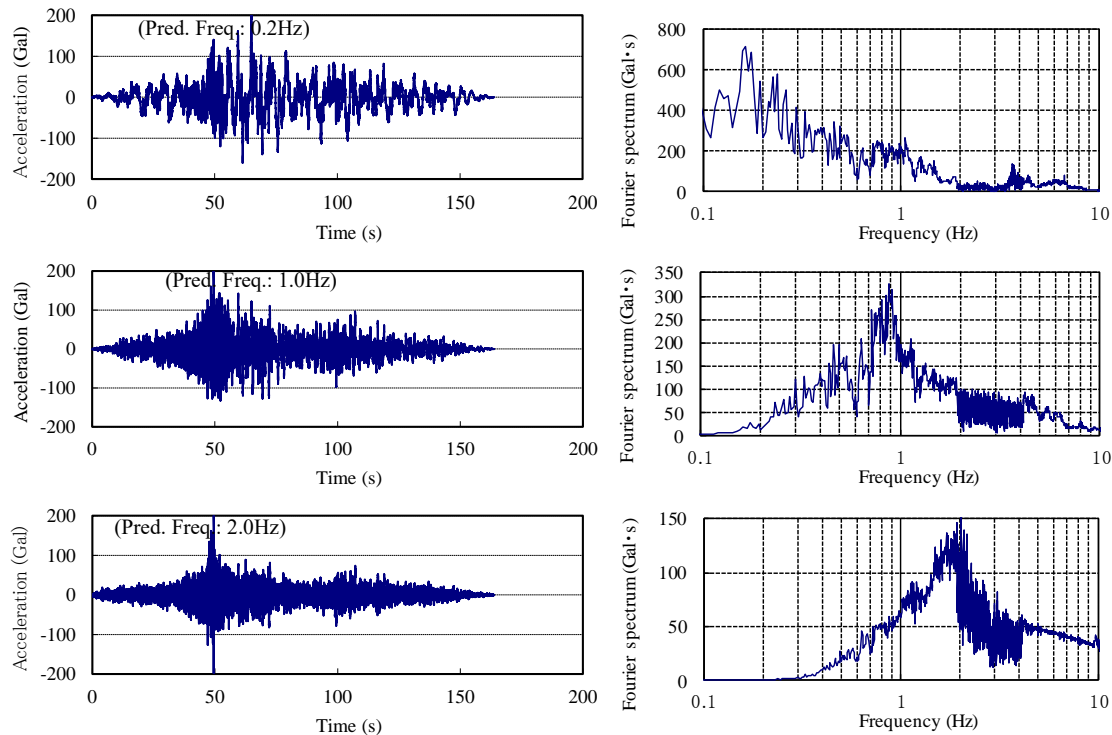 Acceleration (Gal)
200
100
0
-100
-200
(Pred. Freq.: 0.2Hz)
0 50 100 150 200
Time (s)
Fourier spectrum (Gal·s)
800
600
400
200
0
0.1 1 10
Frequency (Hz)
Acceleration (Gal)
200
100
0
-100
-200
(Pred. Freq.: 1.0Hz)
0 50 100 150 200
Time (s)
Fourier spectrum (Gal·s)
350
300
250
200
150
100
50
0
0.1 1 10
Frequency (Hz)
Acceleration (Gal)
200
100
0
-100
-200
(Pred. Freq.: 2.0Hz)
0 50 100 150 200
Time (s)
Fourier spectrum (Gal·s)
150
100
50
0
0.1 1 10
Frequency (Hz)